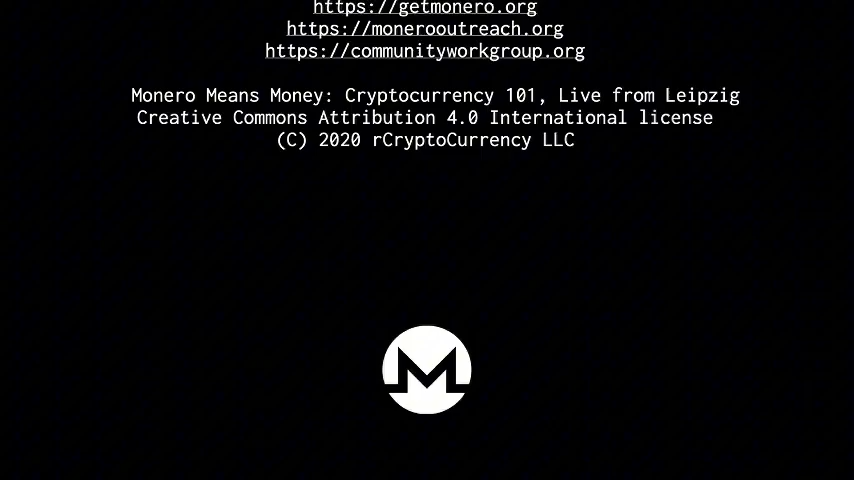 https://getmonero.org
https://monerooutreach.org
https://communityworkgroup.org
Monero Means Money: Cryptocurrency 101, Live from Leipzig
Creative Commons Attribution 4.0 International license
(C) 2020 rCryptoCurrency LLC